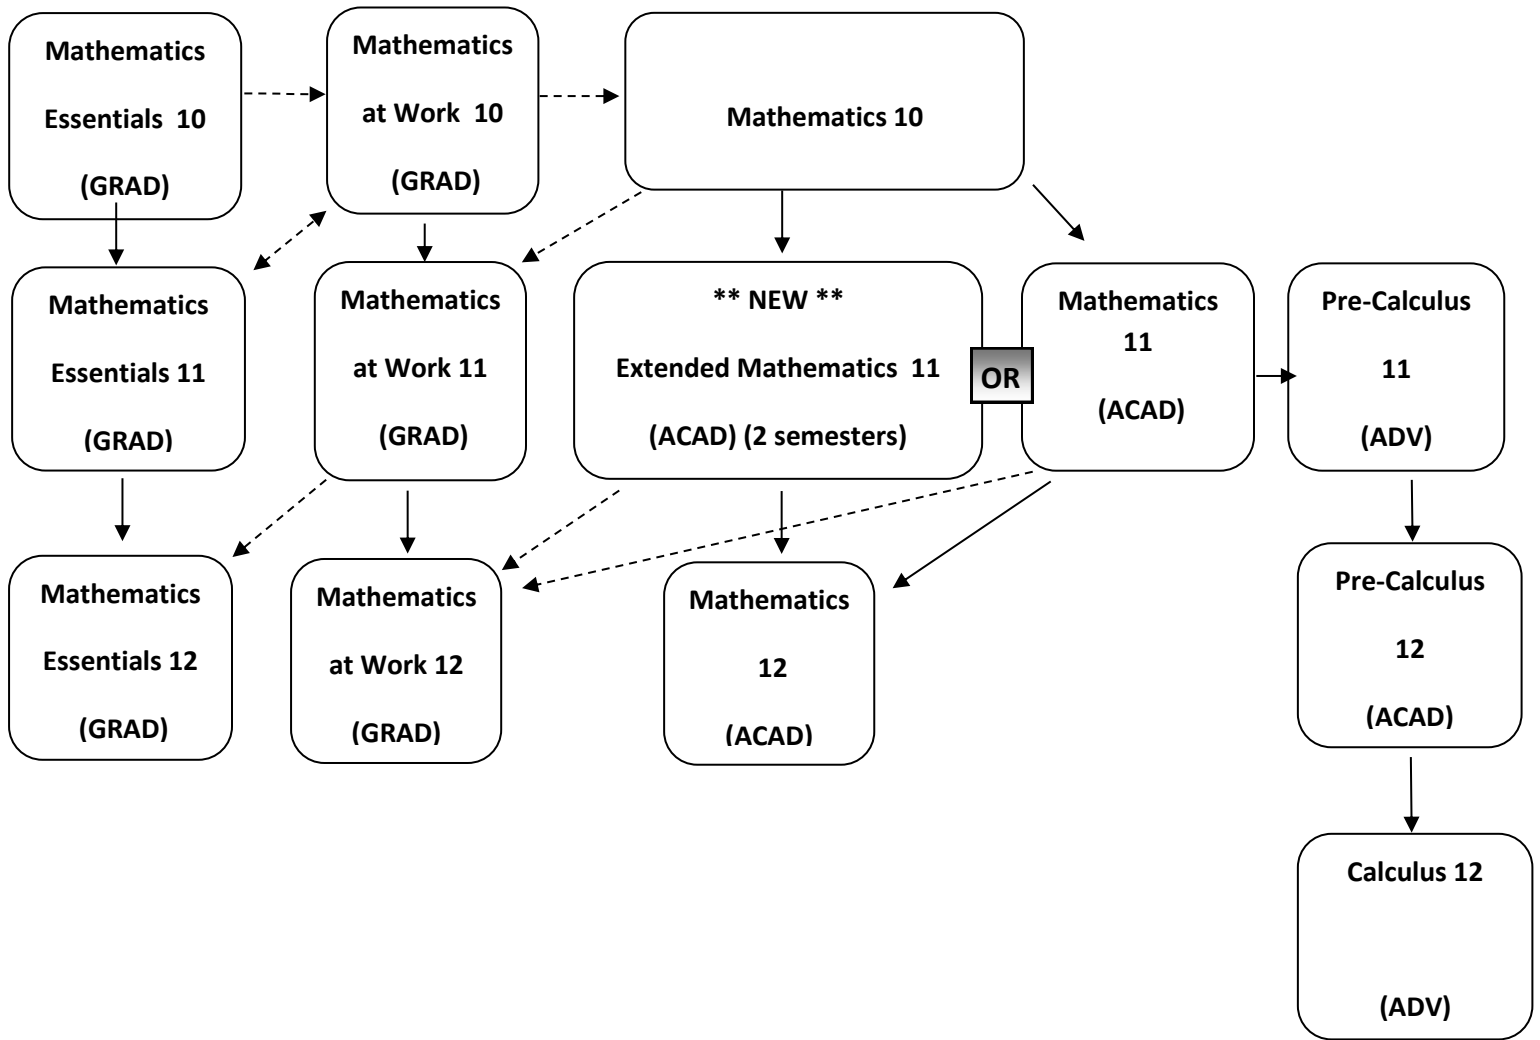 Mathematics
Essentials 10
(GRAD)
Mathematics
at Work 10
(GRAD)
Mathematics 10
Mathematics
Essentials 11
(GRAD)
Mathematics
at Work 11
(GRAD)
** NEW **
Extended Mathematics 11
(ACAD) (2 semesters)
OR
Mathematics
11
(ACAD)
Pre-Calculus
11
(ADV)
Mathematics
Essentials 12
(GRAD)
Mathematics
at Work 12
(GRAD)
Mathematics
12
(ACAD)
Pre-Calculus
12
(ACAD)
Calculus 12
(ADV)